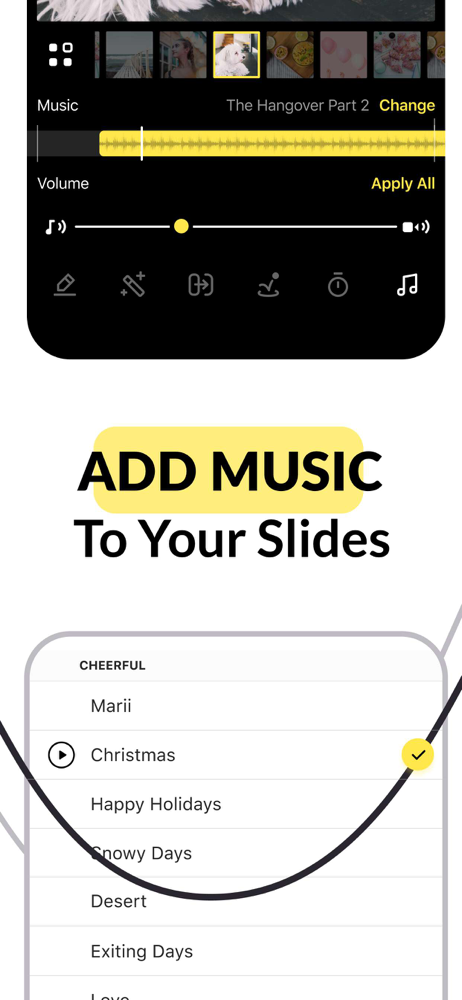 Music The Hangover Part 2 Change
Volume Apply All
ADD MUSIC
To Your Slides
CHEERFUL
Marii
Christmas
Happy Holidays
Snowy Days
Desert
Exiting Days
Love